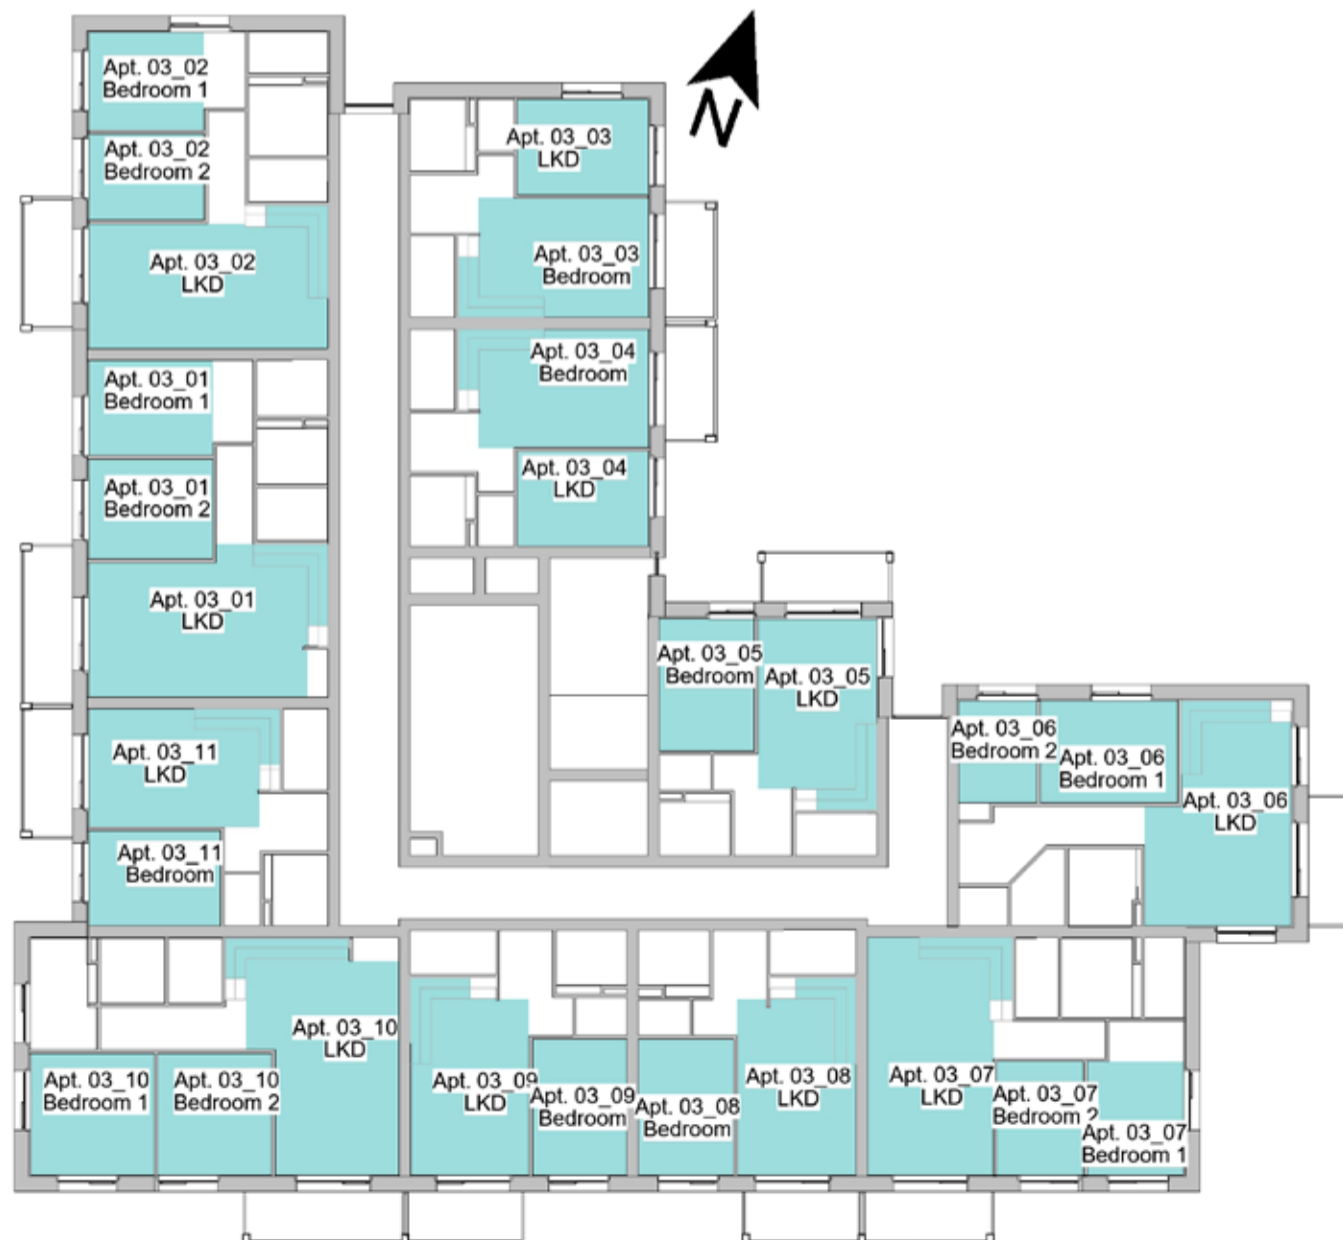 N
Apt. 03_02
Bedroom 1
Apt. 03_02
Bedroom 2
Apt. 03_02
LKD
Apt. 03_03
LKD
Apt. 03_03
Bedroom
Apt. 03_04
Bedroom
Apt. 03_04
LKD
Apt. 03_01
Bedroom 1
Apt. 03_01
Bedroom 2
Apt. 03_01
LKD
Apt. 03_05
Bedroom
Apt. 03_05
LKD
Apt. 03_06
Bedroom 2
Apt. 03_06
Bedroom 1
Apt. 03_06
LKD
Apt. 03_11
LKD
Apt. 03_11
Bedroom
Apt. 03_10
LKD
Apt. 03_10
Bedroom 1
Apt. 03_10
Bedroom 2
Apt. 03_09
LKD
Apt. 03_09
Bedroom
Apt. 03_08
Bedroom
Apt. 03_08
LKD
Apt. 03_07
LKD
Apt. 03_07
Bedroom 2
Apt. 03_07
Bedroom 1